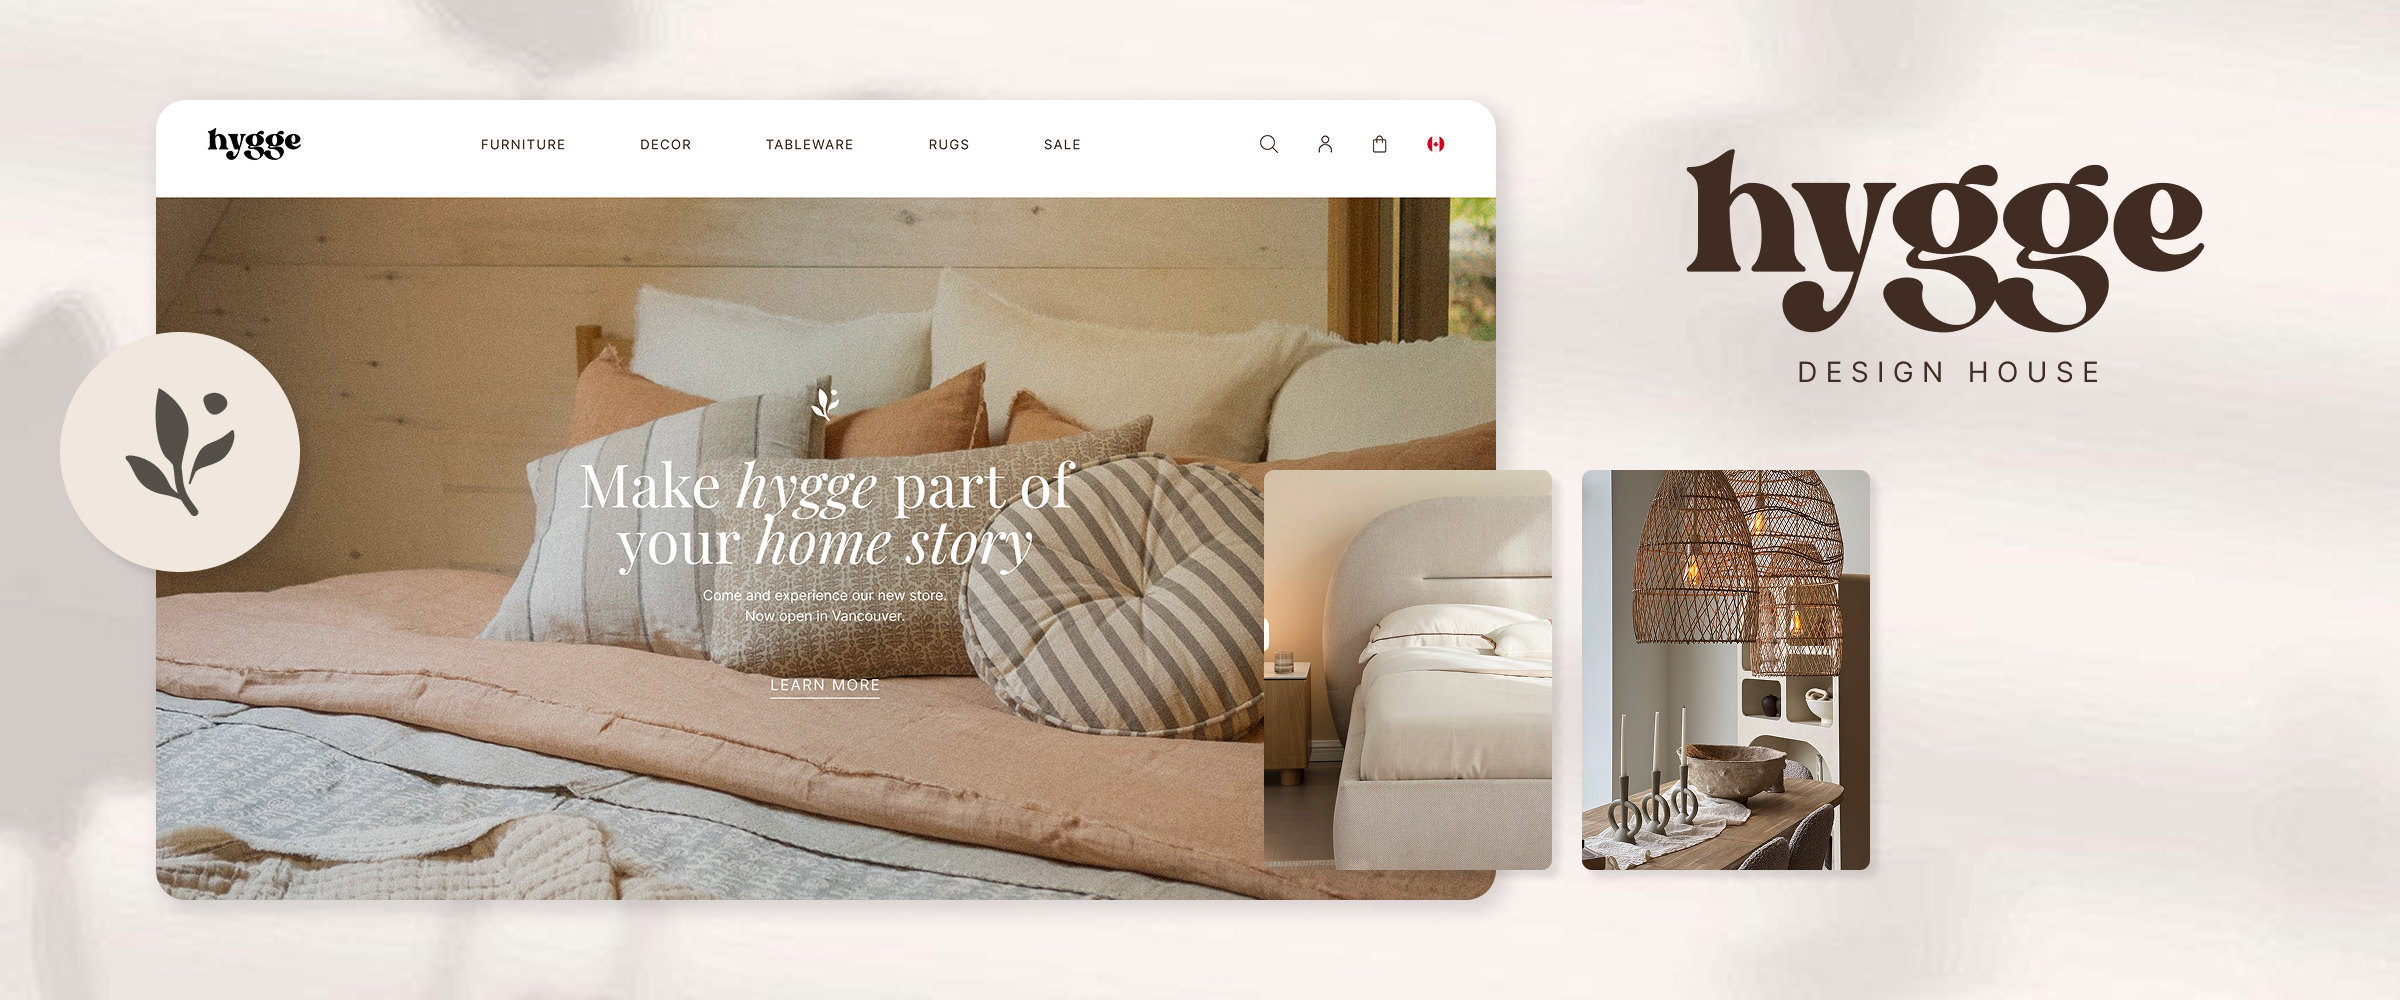 hygge
FURNITURE
DECOR
TABLEWARE
RUGS
SALE
Make hygge part of
your home story
Come and experience our new store.
Now open in Vancouver.
LEARN MORE
hygge
DESIGN HOUSE